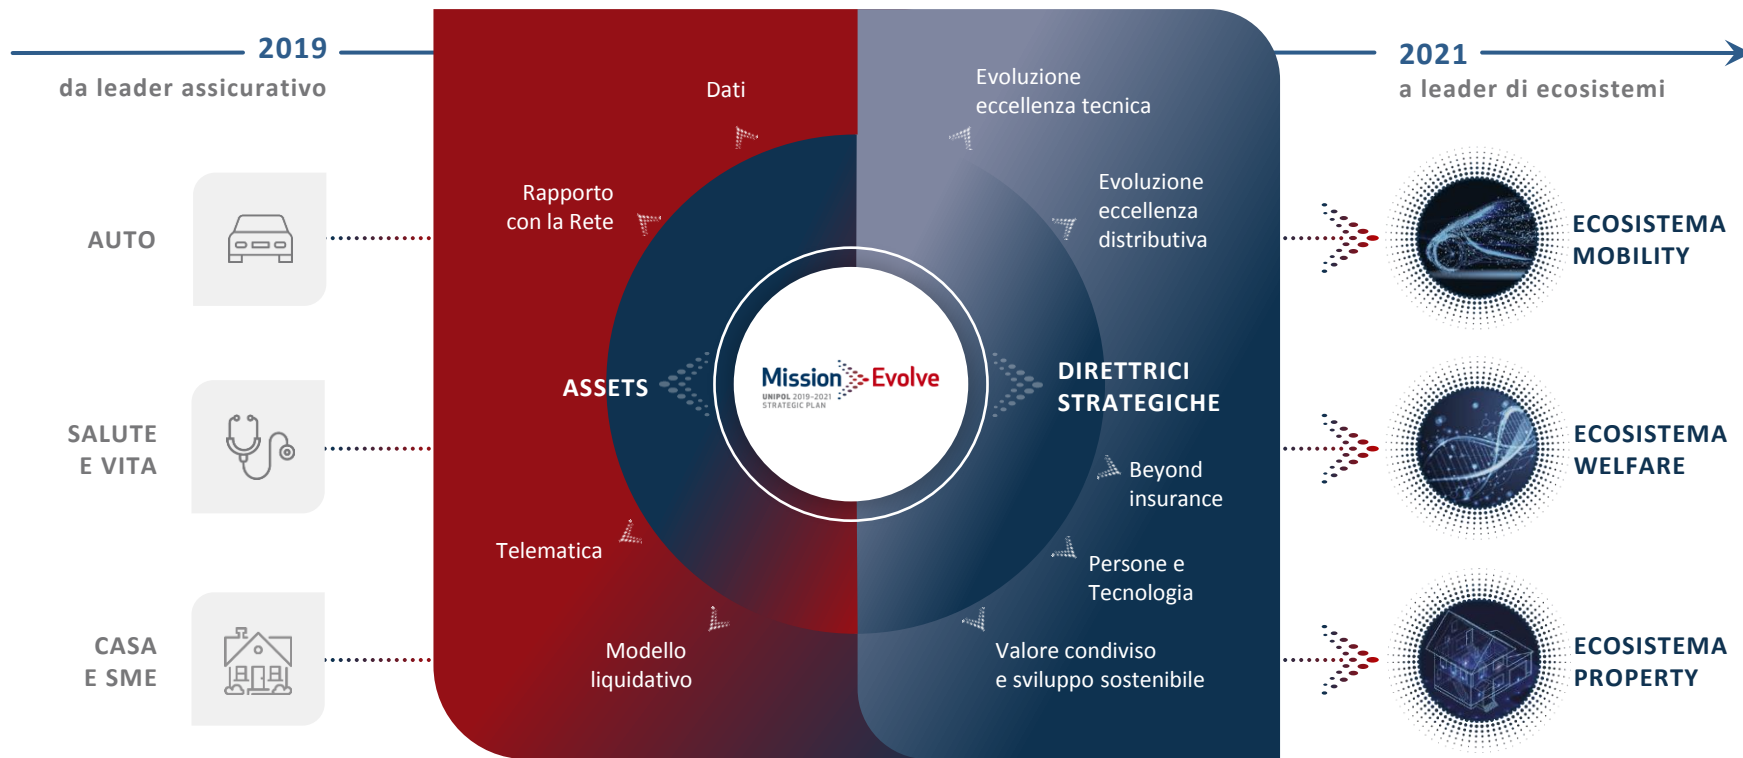 2019
da leader assicurativo
2021
a leader di ecosistemi
AUTO
SALUTE
E VITA
CASA
E SME
Dati
Rapporto
con la Rete
ASSETS
Telematica
Modello
liquidativo
Mission Evolve
UNIPOL 2019-2021
STRATEGIC PLAN
Evoluzione
eccellenza tecnica
Evoluzione
eccellenza
distributiva
DIRETTRICI
STRATEGICHE
Beyond
insurance
Persone e
Tecnologia
Valore condiviso
e sviluppo sostenibile
ECOSISTEMA
MOBILITY
ECOSISTEMA
WELFARE
ECOSISTEMA
PROPERTY